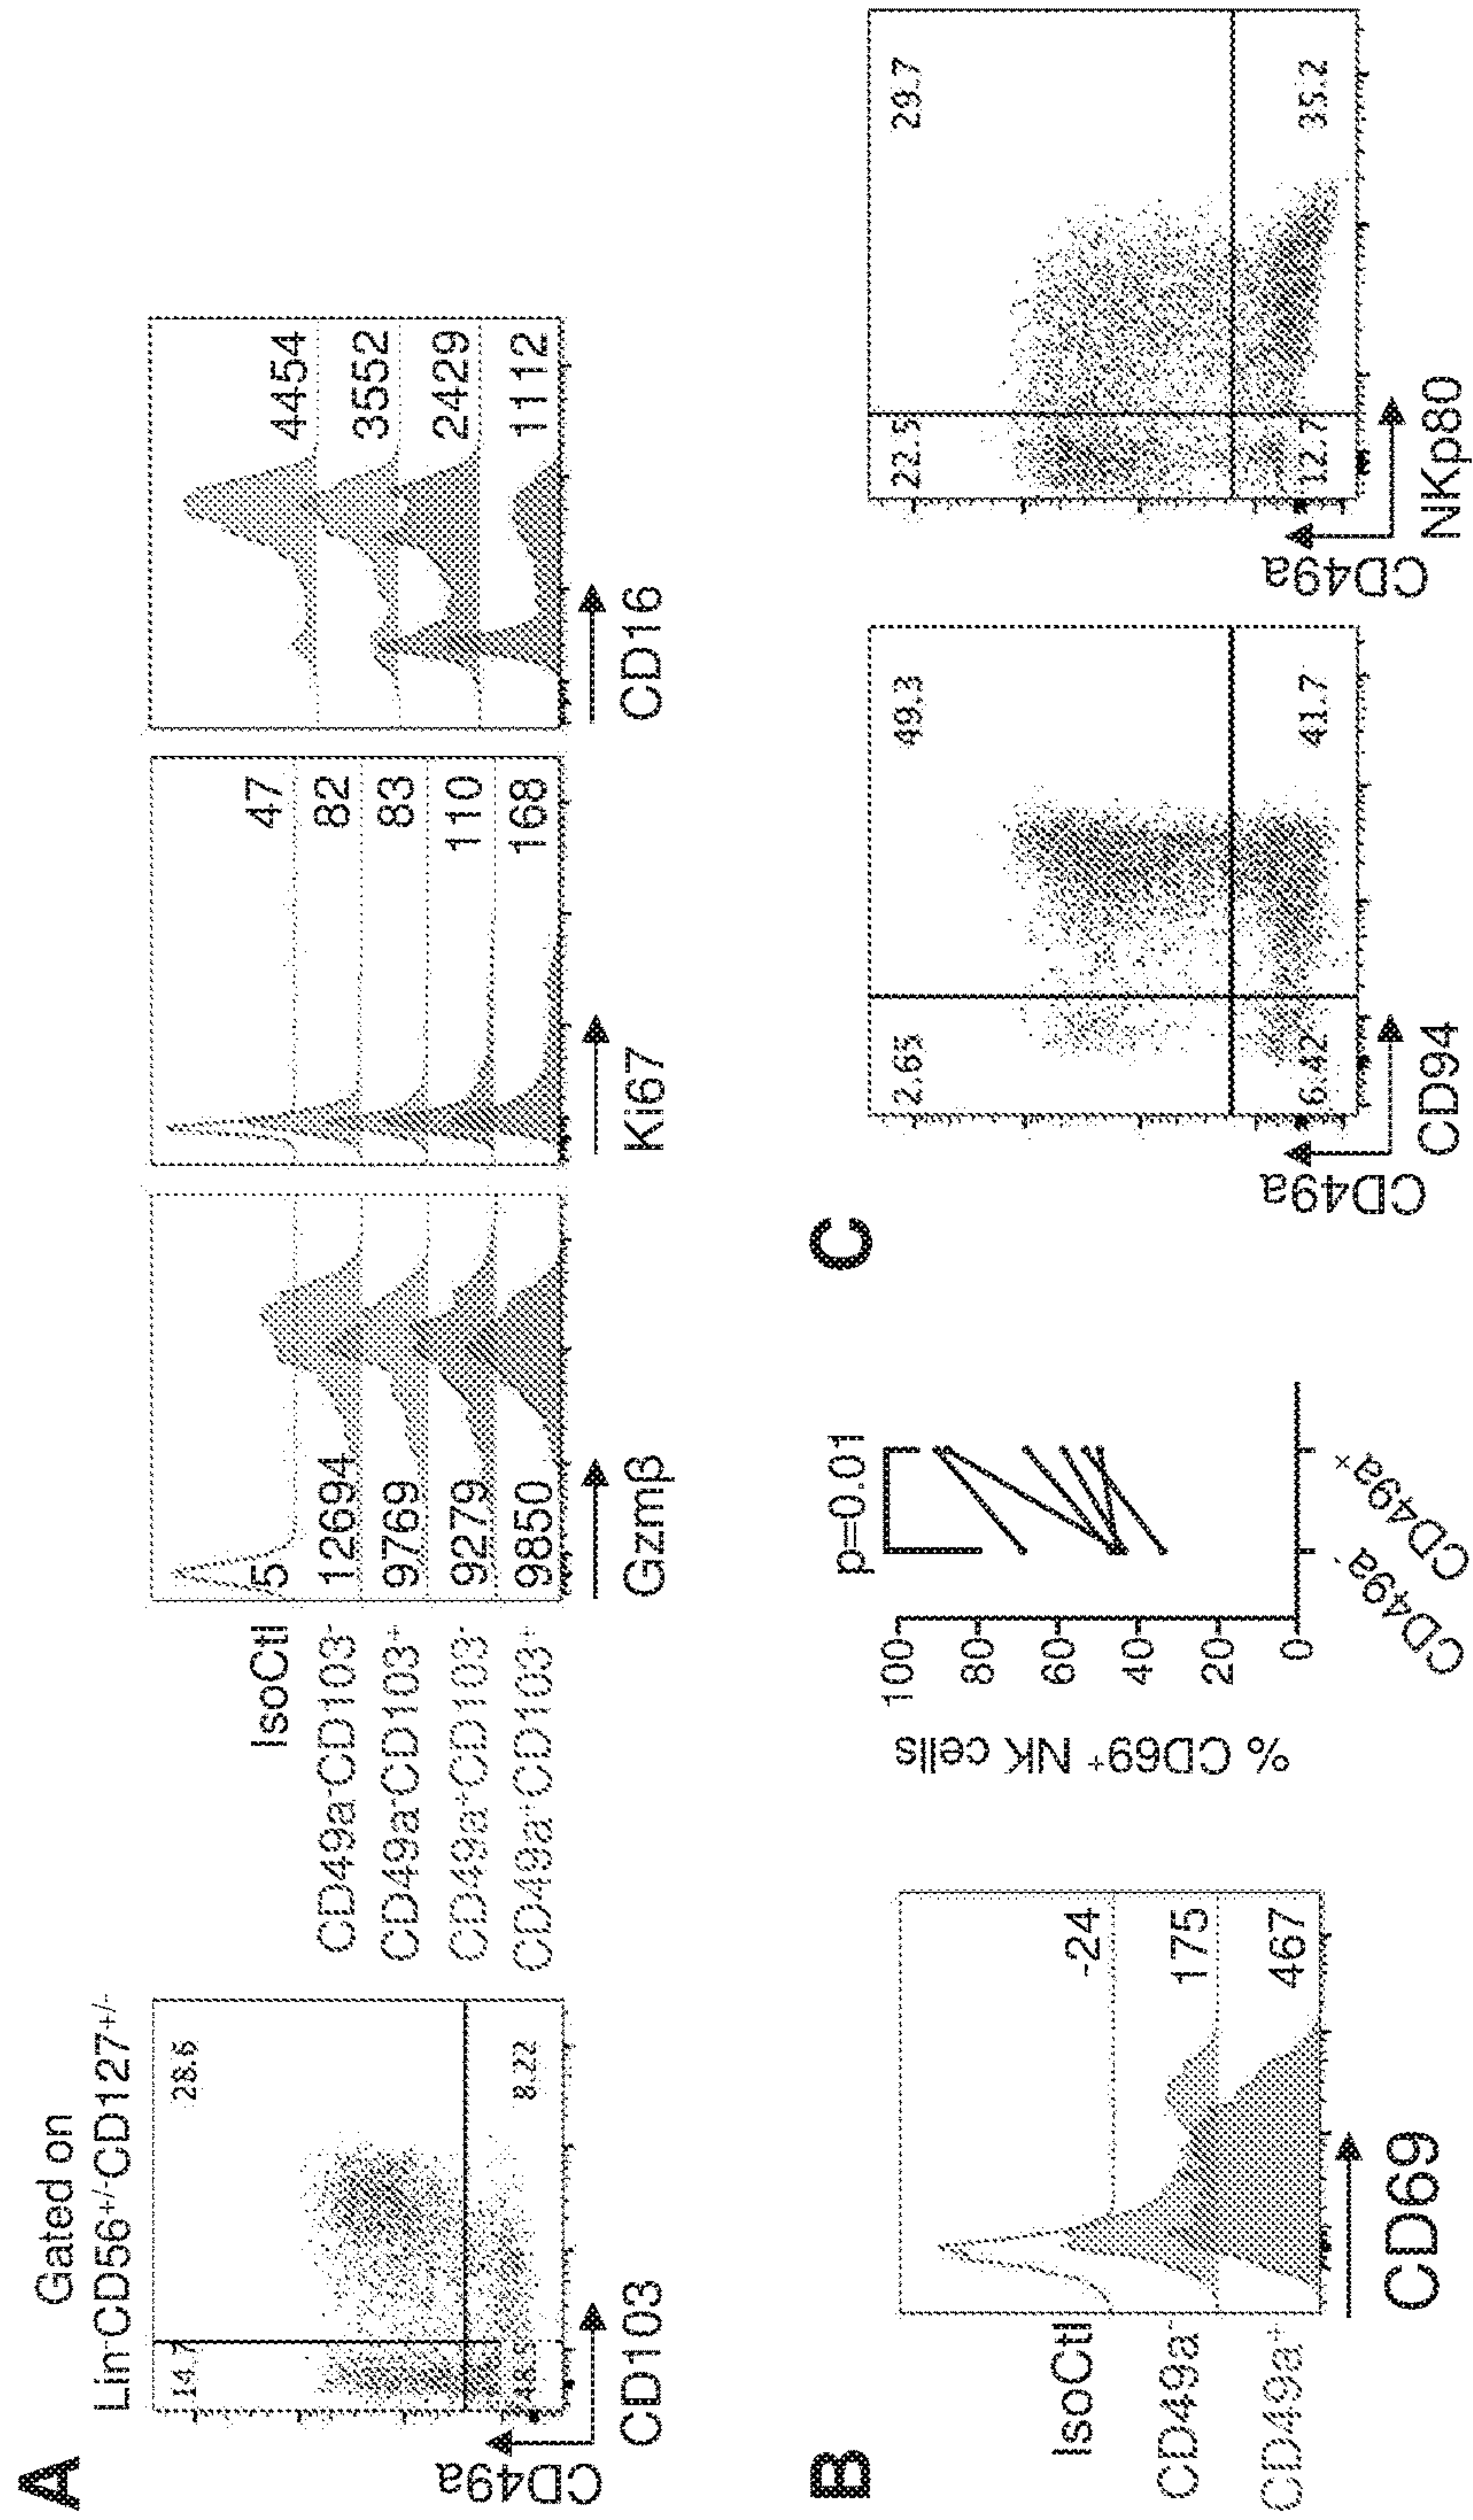 A
Gated on
Lin⁻CD56⁺/⁻CD127⁺/⁻
14.7
28.6
8.22
CD49a
CD103
IsoCtl
CD49a⁻CD103⁻
CD49a⁻CD103⁺
CD49a⁺CD103⁻
CD49a⁺CD103⁺
5
12694
9769
9279
9850
Gzmβ
47
82
83
110
168
Ki67
4454
3552
2429
1112
CD16
B
IsoCtl
CD49a⁻
CD49a⁺
-24
175
467
CD69
% CD69⁺ NK cells
100
80
60
40
20
0
p=0.01
CD49a⁻
CD49a⁺
C
2.65
49.3
6.42
41.7
CD49a
CD94
22.5
29.7
12.7
35.2
CD49a
NKp80